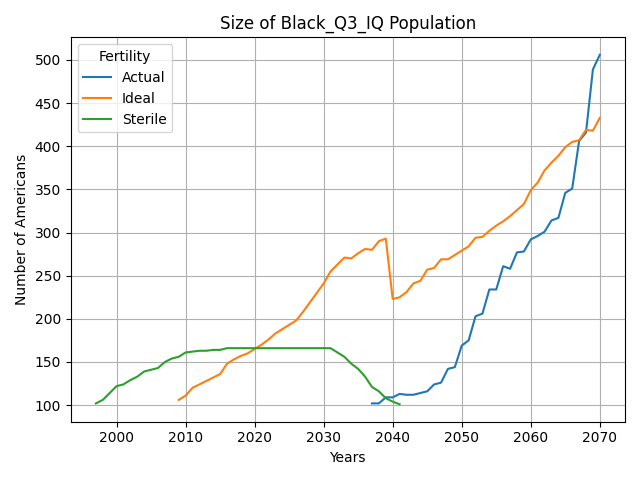 Size of Black_Q3_IQ Population
Number of Americans
500
450
400
350
300
250
200
150
100
Fertility
Actual
Ideal
Sterile
2000 2010 2020 2030 2040 2050 2060 2070
Years